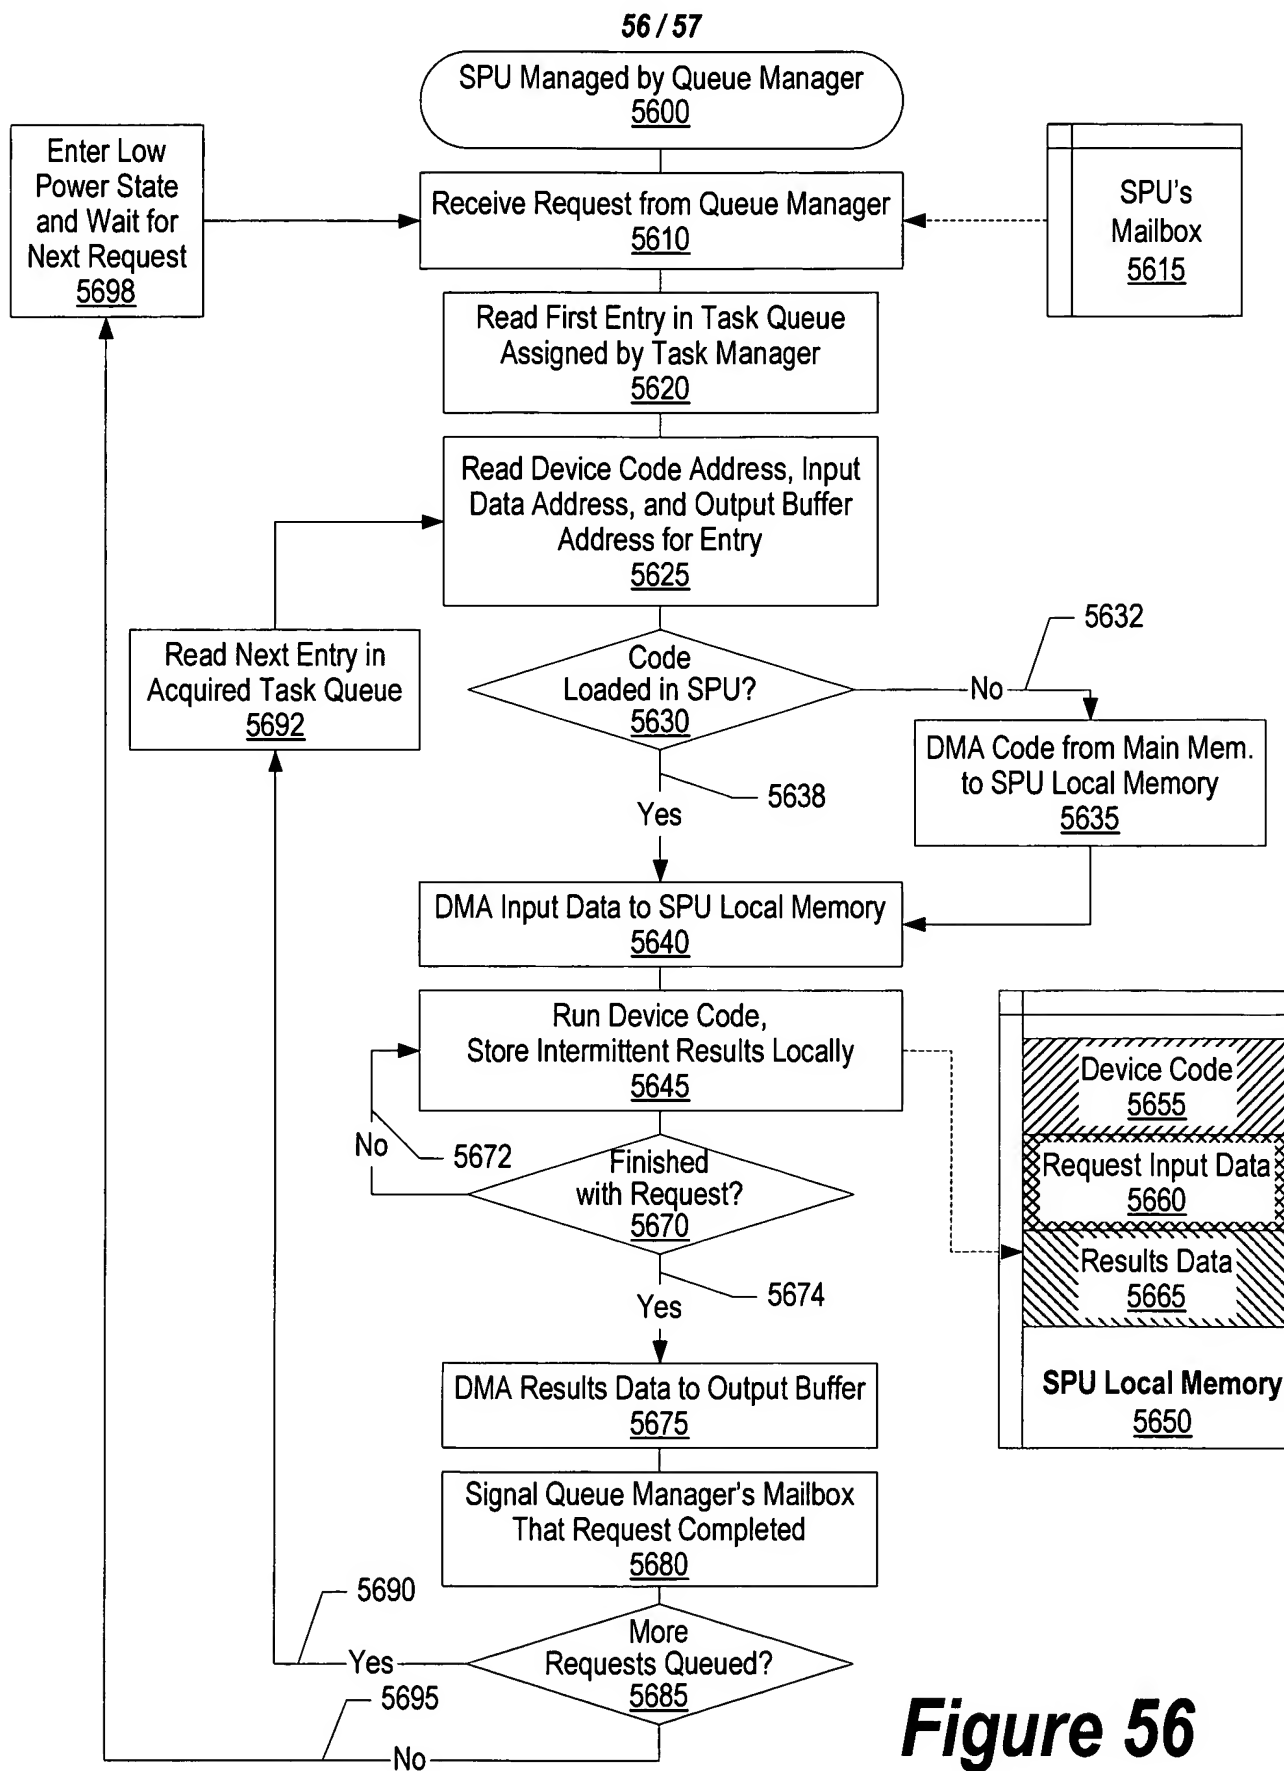 56 / 57
SPU Managed by Queue Manager
5600
Enter Low
Power State
and Wait for
Next Request
5698
Receive Request from Queue Manager
5610
SPU's
Mailbox
5615
Read First Entry in Task Queue
Assigned by Task Manager
5620
Read Device Code Address, Input
Data Address, and Output Buffer
Address for Entry
5625
5632
Read Next Entry in
Acquired Task Queue
5692
Code
Loaded in SPU?
5630
No
DMA Code from Main Mem.
to SPU Local Memory
5635
5638
Yes
DMA Input Data to SPU Local Memory
5640
Run Device Code,
Store Intermittent Results Locally
5645
Device Code
5655
No
5672
Finished
with Request?
5670
Request Input Data
5660
Results Data
5665
5674
Yes
SPU Local Memory
5650
DMA Results Data to Output Buffer
5675
Signal Queue Manager's Mailbox
That Request Completed
5680
5690
Yes
More
Requests Queued?
5685
5695
No
Figure 56